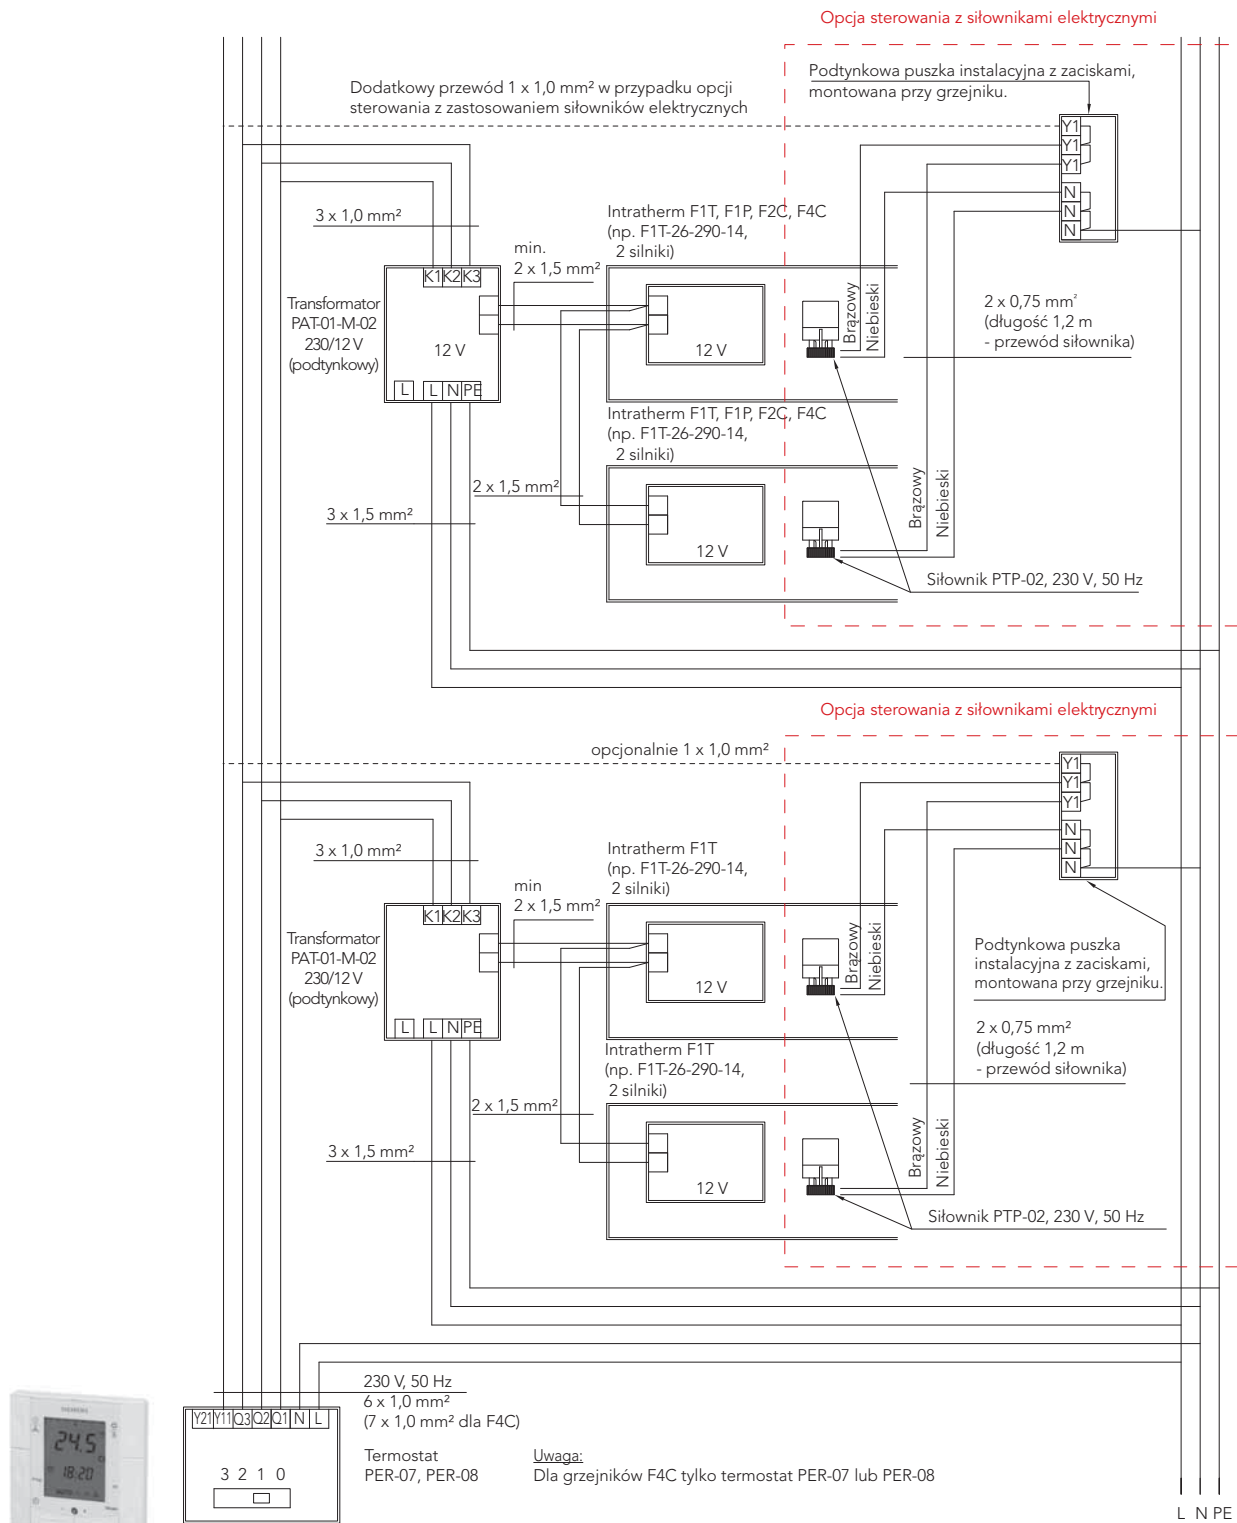 Opcja sterowania z siłownikami elektrycznymi
Dodatkowy przewód 1 x 1,0 mm² w przypadku opcji
sterowania z zastosowaniem siłowników elektrycznych
Podtynkowa puszka instalacyjna z zaciskami,
montowana przy grzejniku.
Y1
Y1
Y1
N
N
N
3 x 1,0 mm²
min.
2 x 1,5 mm²
Intratherm F1T, F1P, F2C, F4C
(np. F1T-26-290-14,
2 silniki)
K1 K2 K3
Transformator
PAT-01-M-02
230/12 V
(podtynkowy)
12 V
L L N PE
12 V
Brązowy
Niebieski
2 x 0,75 mm²
(długość 1,2 m
- przewód siłownika)
Intratherm F1T, F1P, F2C, F4C
(np. F1T-26-290-14,
2 silniki)
2 x 1,5 mm²
3 x 1,5 mm²
12 V
Brązowy
Niebieski
Siłownik PTP-02, 230 V, 50 Hz
Opcja sterowania z siłownikami elektrycznymi
opcjonalnie 1 x 1,0 mm²
Y1
Y1
Y1
N
N
N
3 x 1,0 mm²
min
2 x 1,5 mm²
Intratherm F1T
(np. F1T-26-290-14,
2 silniki)
K1 K2 K3
Transformator
PAT-01-M-02
230/12 V
(podtynkowy)
L L N PE
12 V
Brązowy
Niebieski
Podtynkowa puszka
instalacyjna z zaciskami,
montowana przy grzejniku.
2 x 0,75 mm²
(długość 1,2 m
- przewód siłownika)
Intratherm F1T
(np. F1T-26-290-14,
2 silniki)
2 x 1,5 mm²
3 x 1,5 mm²
12 V
Brązowy
Niebieski
Siłownik PTP-02, 230 V, 50 Hz
230 V, 50 Hz
6 x 1,0 mm²
(7 x 1,0 mm² dla F4C)
Y21 Y11 Q3 Q2 Q1 N L
3 2 1 0
Termostat
PER-07, PER-08
Uwaga:
Dla grzejników F4C tylko termostat PER-07 lub PER-08
SIEMENS
24.5
18:20
L N PE